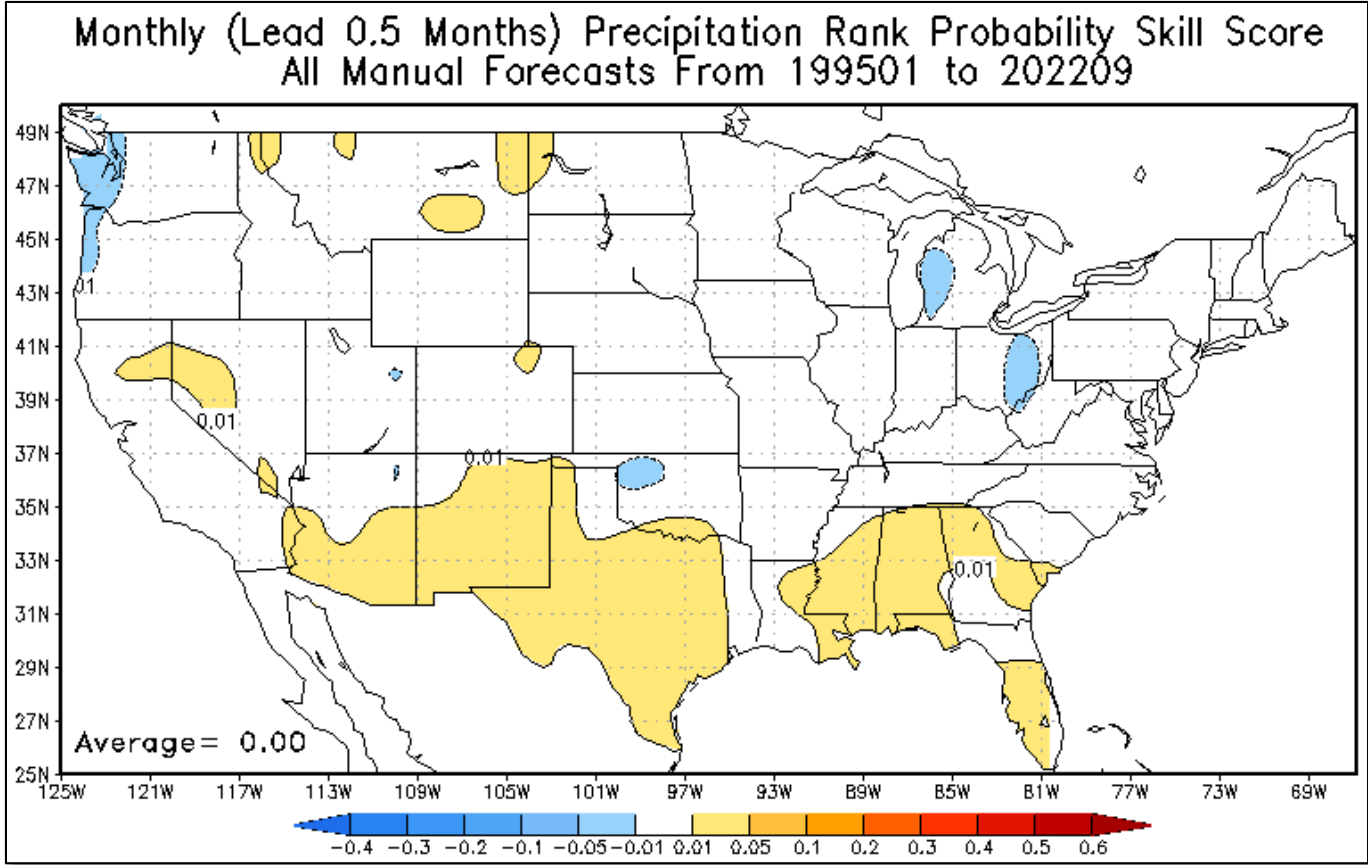 Monthly (Lead 0.5 Months) Precipitation Rank Probability Skill Score
All Manual Forecasts From 199501 to 202209
49N
47N
45N
43N
01
41N
39N
0.01
37N
0.01
35N
33N
0.01
31N
29N
27N
Average= 0.00
25N
125W 121W 117W 113W 109W 105W 101W 97W 93W 89W 85W 81W 77W 73W 69W
-0.4 -0.3 -0.2 -0.1 -0.05 -0.01 0.01 0.05 0.1 0.2 0.3 0.4 0.5 0.6